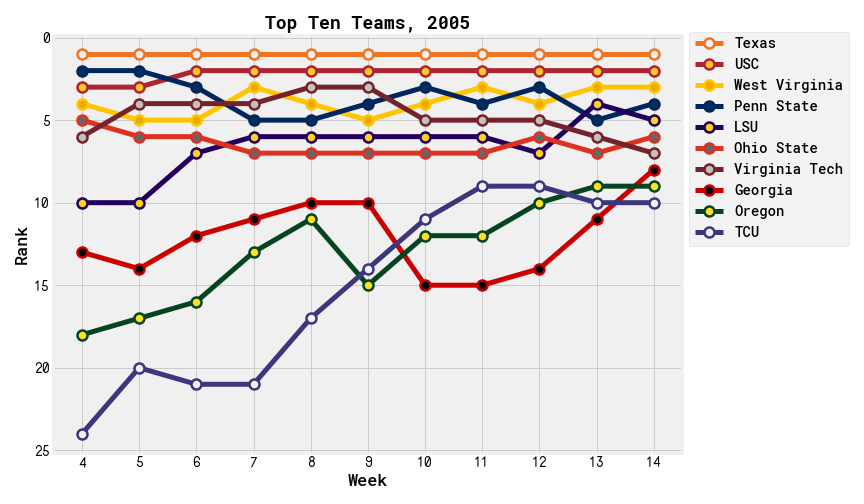 Top Ten Teams, 2005
0
5
10
15
20
25
Rank
4 5 6 7 8 9 10 11 12 13 14
Week
Texas
USC
West Virginia
Penn State
LSU
Ohio State
Virginia Tech
Georgia
Oregon
TCU